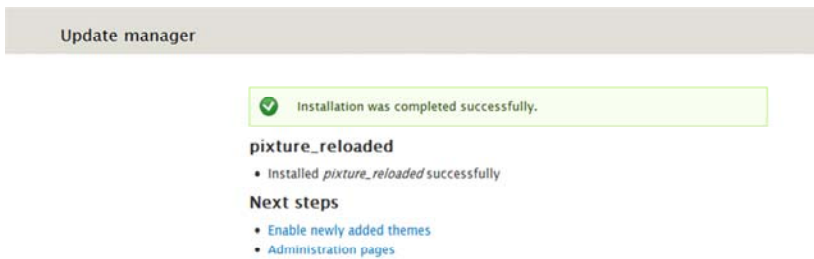 Update manager
Installation was completed successfully.
pixture_reloaded
• Installed pixture_reloaded successfully
Next steps
• Enable newly added themes
• Administration pages